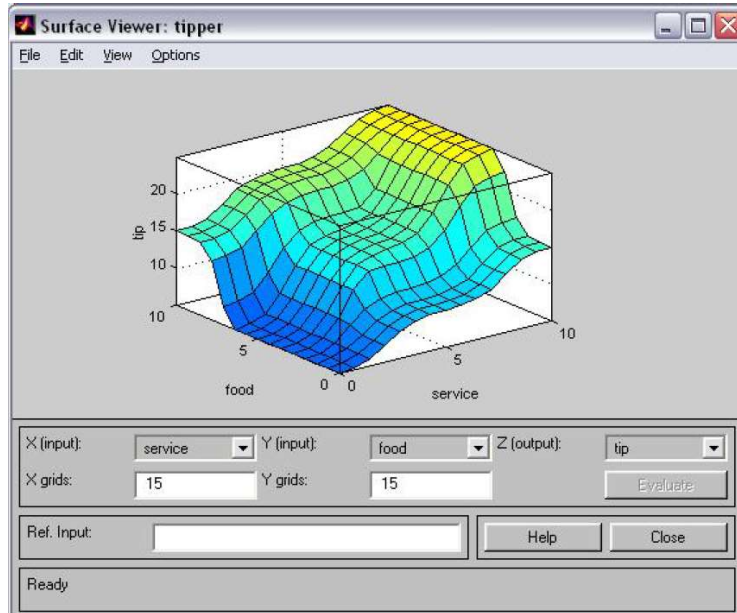 Surface Viewer: tipper
File Edit View Options
20
15
10
tip
10
5
0
food
0
5
10
service
X (input): service Y (input): food Z (output): tip
X grids: 15 Y grids: 15 Evaluate
Ref. Input: Help Close
Ready